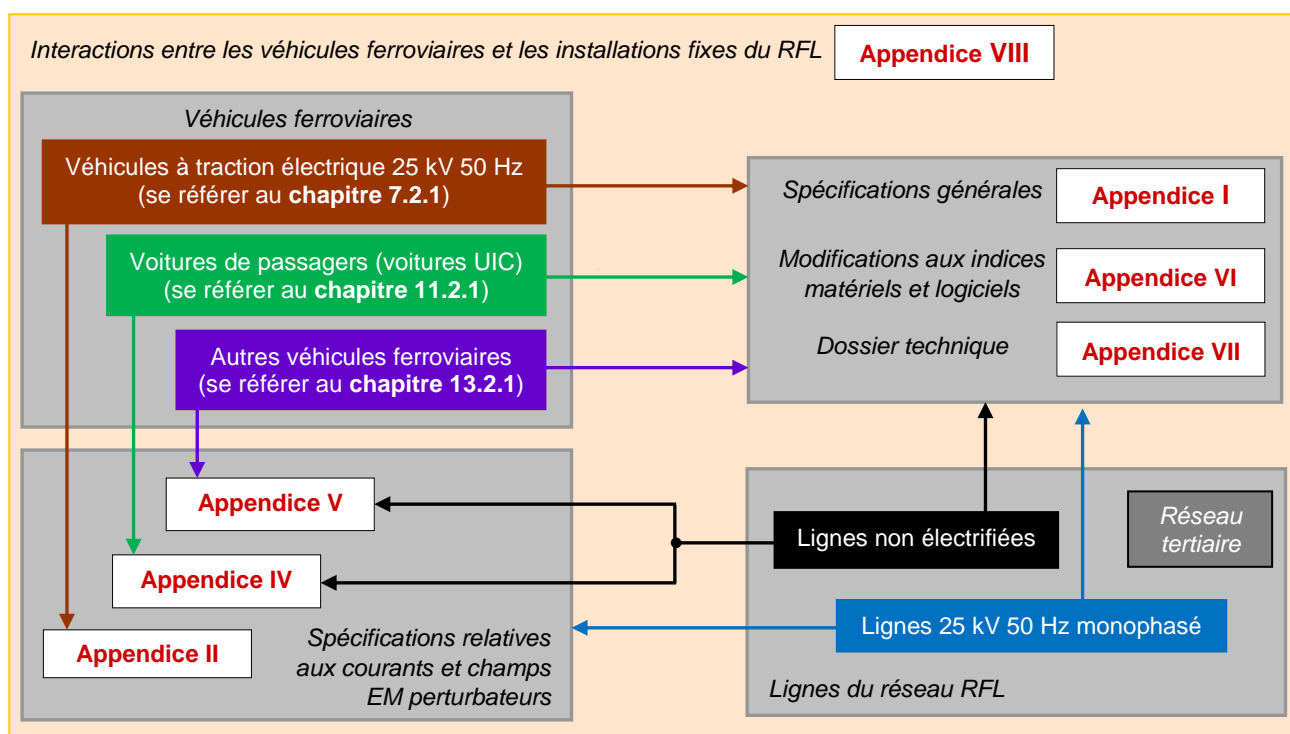 Interactions entre les véhicules ferroviaires et les installations fixes du RFL
Appendice VIII
Véhicules ferroviaires
Véhicules à traction électrique 25 kV 50 Hz
(se référer au chapitre 7.2.1)
Voitures de passagers (voitures UIC)
(se référer au chapitre 11.2.1)
Autres véhicules ferroviaires
(se référer au chapitre 13.2.1)
Spécifications générales
Appendice I
Modifications aux indices
matériels et logiciels
Appendice VI
Dossier technique
Appendice VII
Appendice V
Appendice IV
Appendice II
Spécifications relatives
aux courants et champs
EM perturbateurs
Lignes non électrifiées
Réseau
tertiaire
Lignes 25 kV 50 Hz monophasé
Lignes du réseau RFL